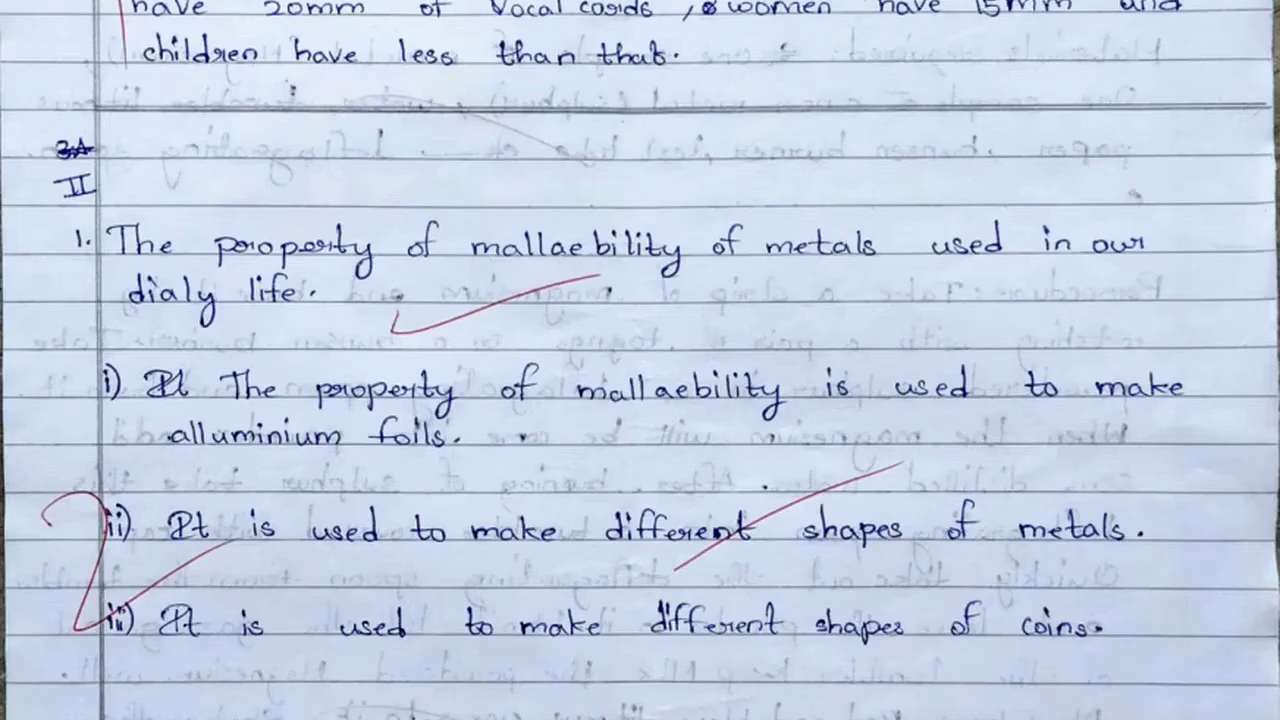 have 20mm of vocal cords, women have 15mm and
children have less than that.
3A
II
1. The property of mallaebility of metals used in our
dialy life.
i) It The property of mallaebility is used to make
alluminium foils.
ii) It is used to make different shapes of metals.
iii) It is used to make different shapes of coins.